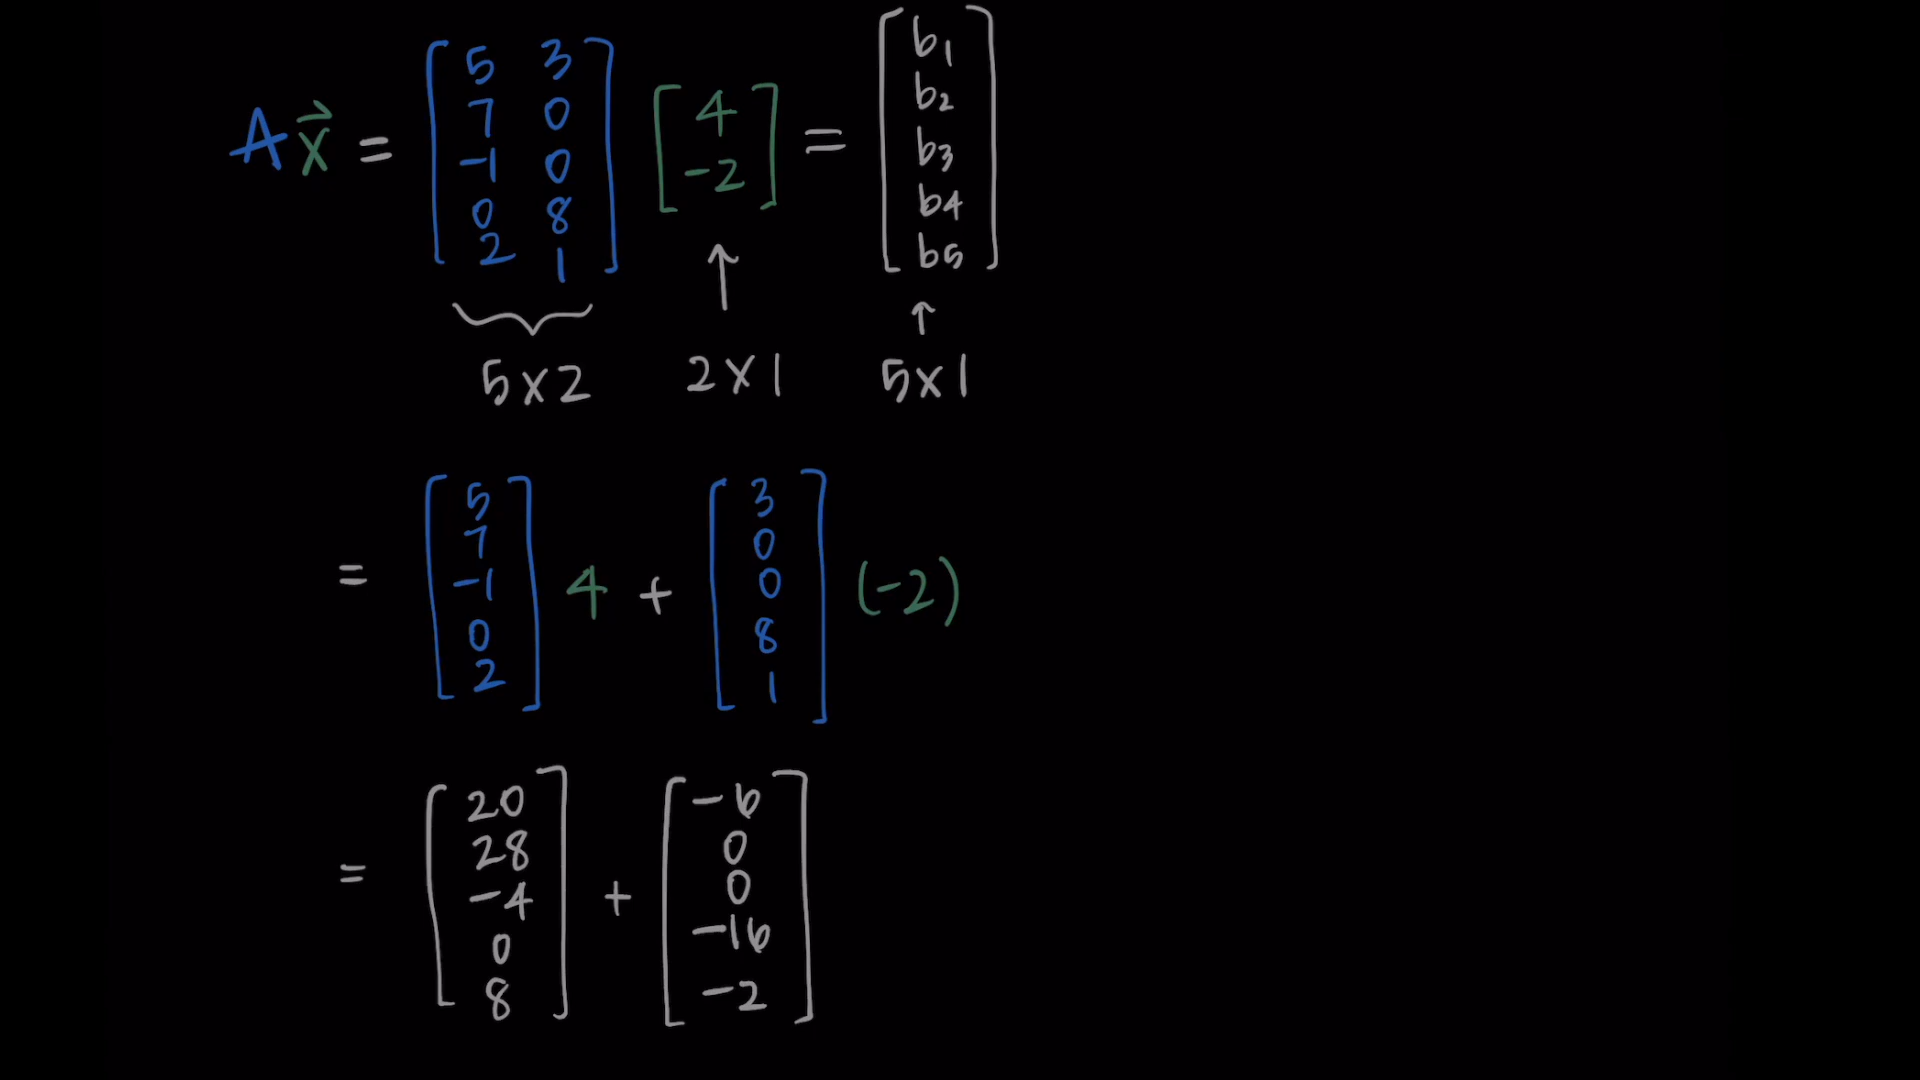 A x⃗ = [ 5 3 ; 7 0 ; -1 0 ; 0 8 ; 2 1 ] [ 4 ; -2 ] = [ b1 ; b2 ; b3 ; b4 ; b5 ]
5x2 2x1 5x1
= [ 5 ; 7 ; -1 ; 0 ; 2 ] 4 + [ 3 ; 0 ; 0 ; 8 ; 1 ] (-2)
= [ 20 ; 28 ; -4 ; 0 ; 8 ] + [ -6 ; 0 ; 0 ; -16 ; -2 ]